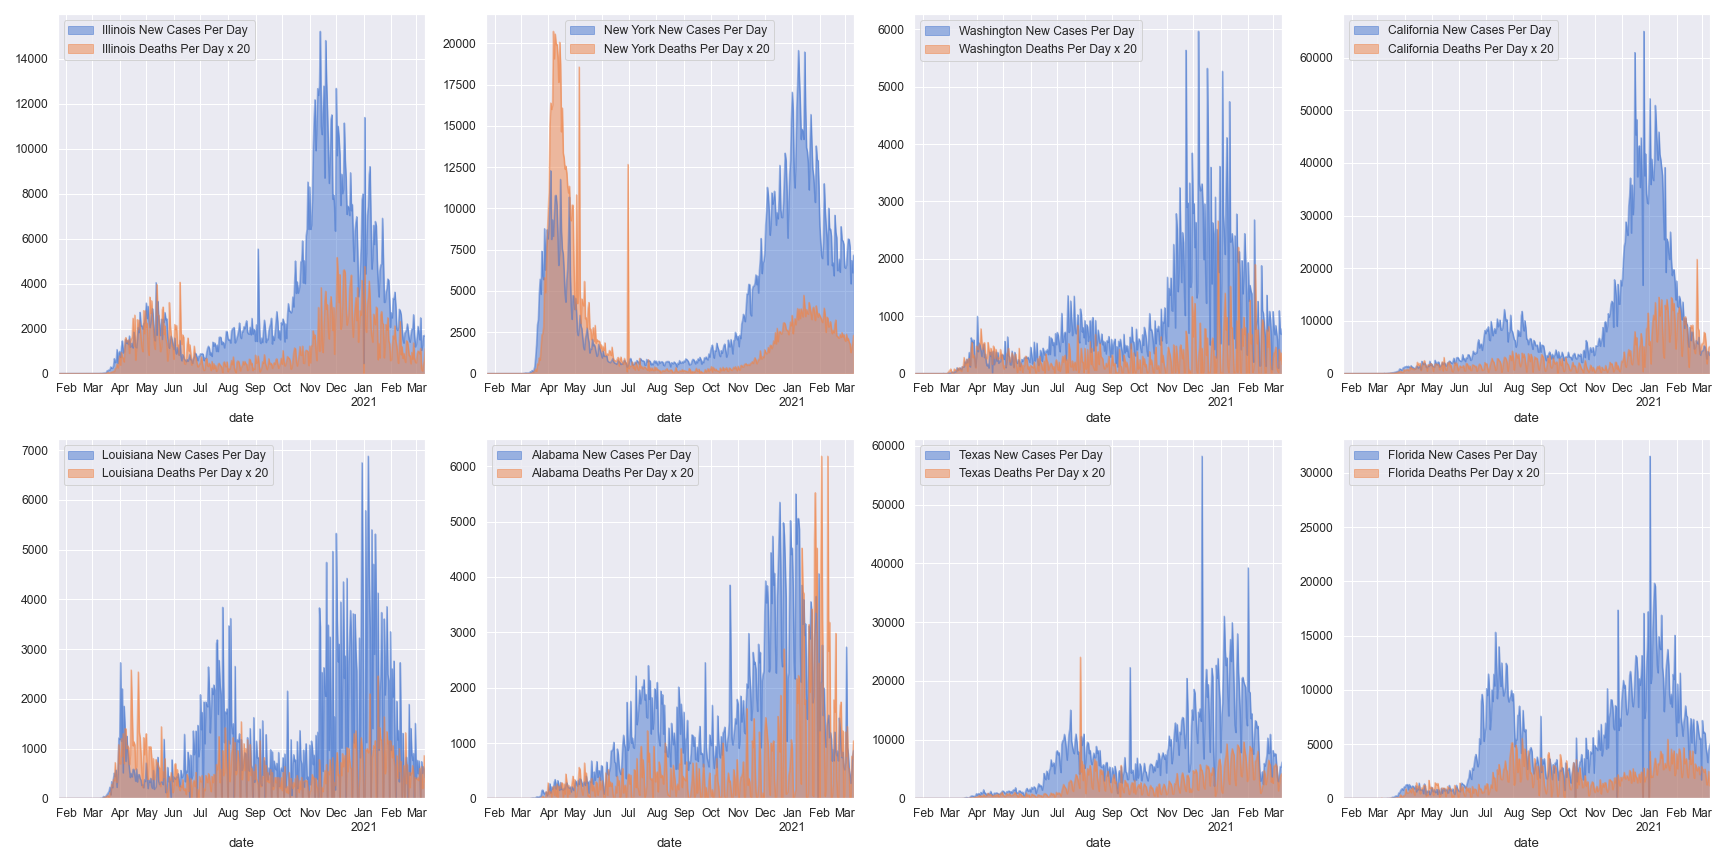 Illinois New Cases Per Day
Illinois Deaths Per Day x 20
14000
12000
10000
8000
6000
4000
2000
0
Feb Mar Apr May Jun Jul Aug Sep Oct Nov Dec Jan Feb Mar
2021
date
New York New Cases Per Day
New York Deaths Per Day x 20
20000
17500
15000
12500
10000
7500
5000
2500
0
Feb Mar Apr May Jun Jul Aug Sep Oct Nov Dec Jan Feb Mar
2021
date
Washington New Cases Per Day
Washington Deaths Per Day x 20
6000
5000
4000
3000
2000
1000
0
Feb Mar Apr May Jun Jul Aug Sep Oct Nov Dec Jan Feb Mar
2021
date
California New Cases Per Day
California Deaths Per Day x 20
60000
50000
40000
30000
20000
10000
0
Feb Mar Apr May Jun Jul Aug Sep Oct Nov Dec Jan Feb Mar
2021
date
Louisiana New Cases Per Day
Louisiana Deaths Per Day x 20
7000
6000
5000
4000
3000
2000
1000
0
Feb Mar Apr May Jun Jul Aug Sep Oct Nov Dec Jan Feb Mar
2021
date
Alabama New Cases Per Day
Alabama Deaths Per Day x 20
6000
5000
4000
3000
2000
1000
0
Feb Mar Apr May Jun Jul Aug Sep Oct Nov Dec Jan Feb Mar
2021
date
Texas New Cases Per Day
Texas Deaths Per Day x 20
60000
50000
40000
30000
20000
10000
0
Feb Mar Apr May Jun Jul Aug Sep Oct Nov Dec Jan Feb Mar
2021
date
Florida New Cases Per Day
Florida Deaths Per Day x 20
30000
25000
20000
15000
10000
5000
0
Feb Mar Apr May Jun Jul Aug Sep Oct Nov Dec Jan Feb Mar
2021
date